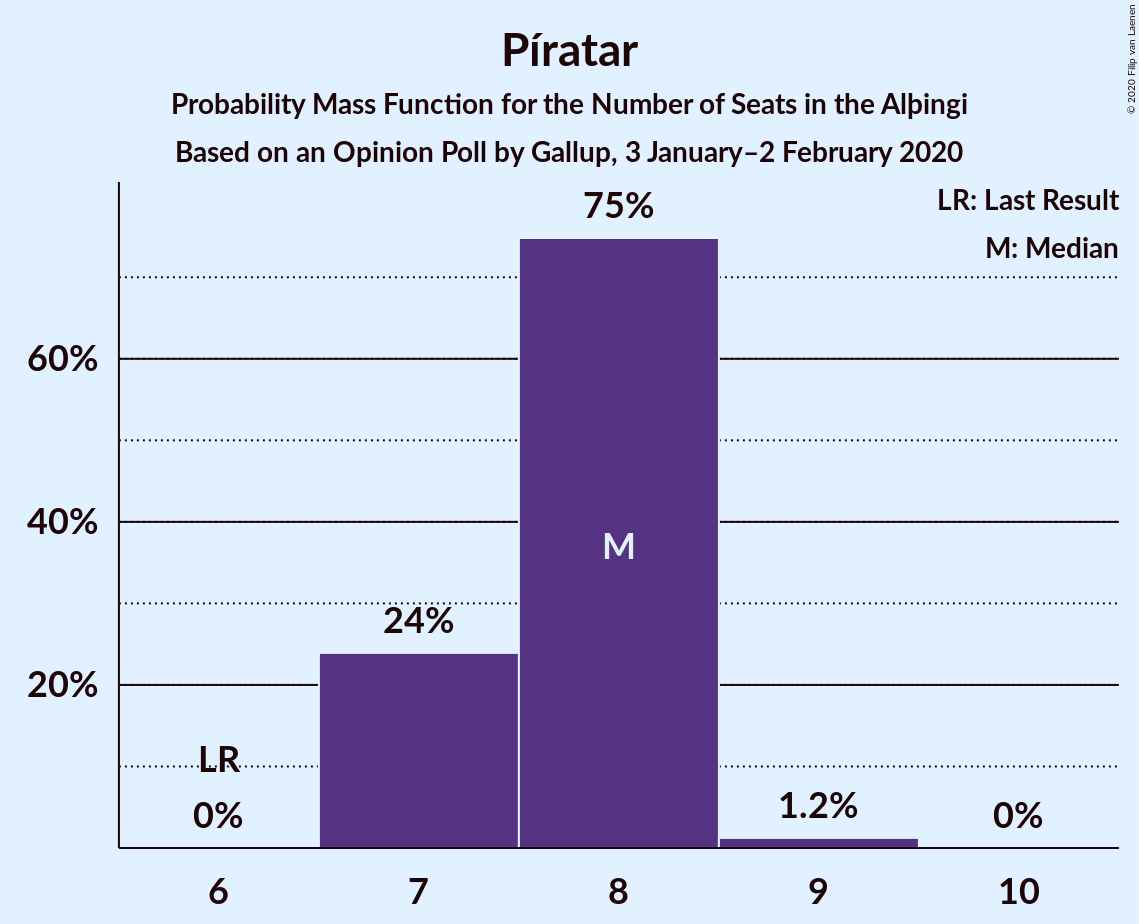 Píratar
Probability Mass Function for the Number of Seats in the Alþingi
Based on an Opinion Poll by Gallup, 3 January–2 February 2020
© 2020 Filip van Laenen
LR: Last Result
M: Median
75%
60%
40%
M
24%
20%
LR
0%
1.2%
0%
6
7
8
9
10